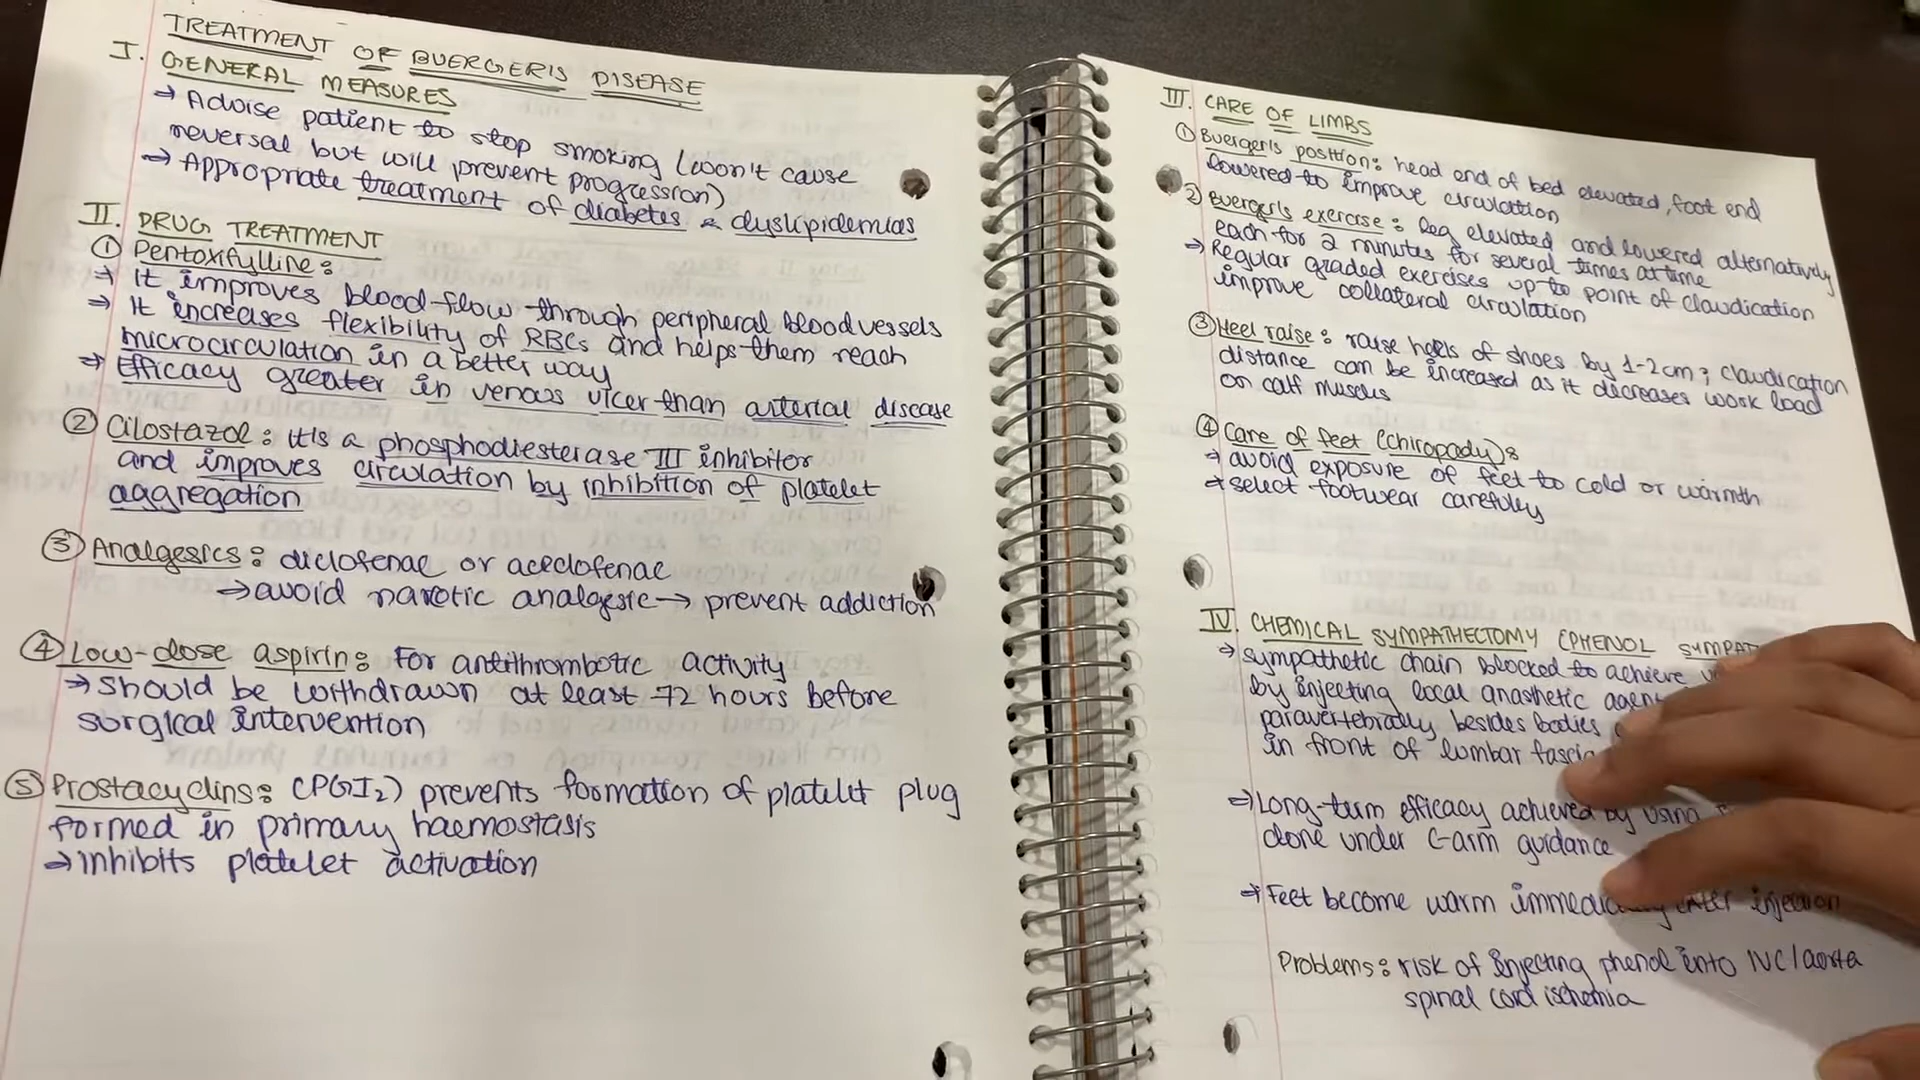 TREATMENT OF BUERGER'S DISEASE
I. GENERAL MEASURES
→ Advise patient to stop smoking (won't cause
reversal but will prevent progression)
→ Appropriate treatment of diabetes & dyslipidemias
II. DRUG TREATMENT
① Pentoxifylline:
→ It improves blood-flow through peripheral blood vessels
→ It increases flexibility of RBCs and helps them reach
microcirculation in a better way
→ Efficacy greater in venous ulcer than arterial disease
② Cilostazol: it's a phosphodiesterase III inhibitor
and improves circulation by inhibition of platelet
aggregation
③ Analgesics: diclofenac or aceclofenac
→ avoid narcotic analgesic → prevent addiction
④ Low-dose aspirin: For antithrombotic activity
→ Should be withdrawn at least 72 hours before
surgical intervention
⑤ Prostacyclins: (PGI₂) prevents formation of platelet plug
formed in primary haemostasis
→ inhibits platelet activation
III. CARE OF LIMBS
① Buerger's position: head end of bed elevated, foot end
lowered to improve circulation
② Buerger's exercise: Leg elevated and lowered alternatively
each for 2 minutes for several times at time
→ Regular graded exercises up to point of claudication
improve collateral circulation
③ Heel raise: raise heels of shoes by 1-2cm; claudication
distance can be increased as it decreases work load
on calf muscles
④ Care of feet (chiropady):
→ avoid exposure of feet to cold or warmth
→ select footwear carefully
IV. CHEMICAL SYMPATHECTOMY (PHENOL
→ sympathetic chain blocked to achieve
by injecting local anasthetic agent
paravertebrally besides bodies
in front of lumbar fascia
→ Long-term efficacy achieved by using
done under C-arm guidance
→ Feet become warm immediately after injection
Problems: risk of injecting phenol into IVC/aorta
spinal cord ischemia